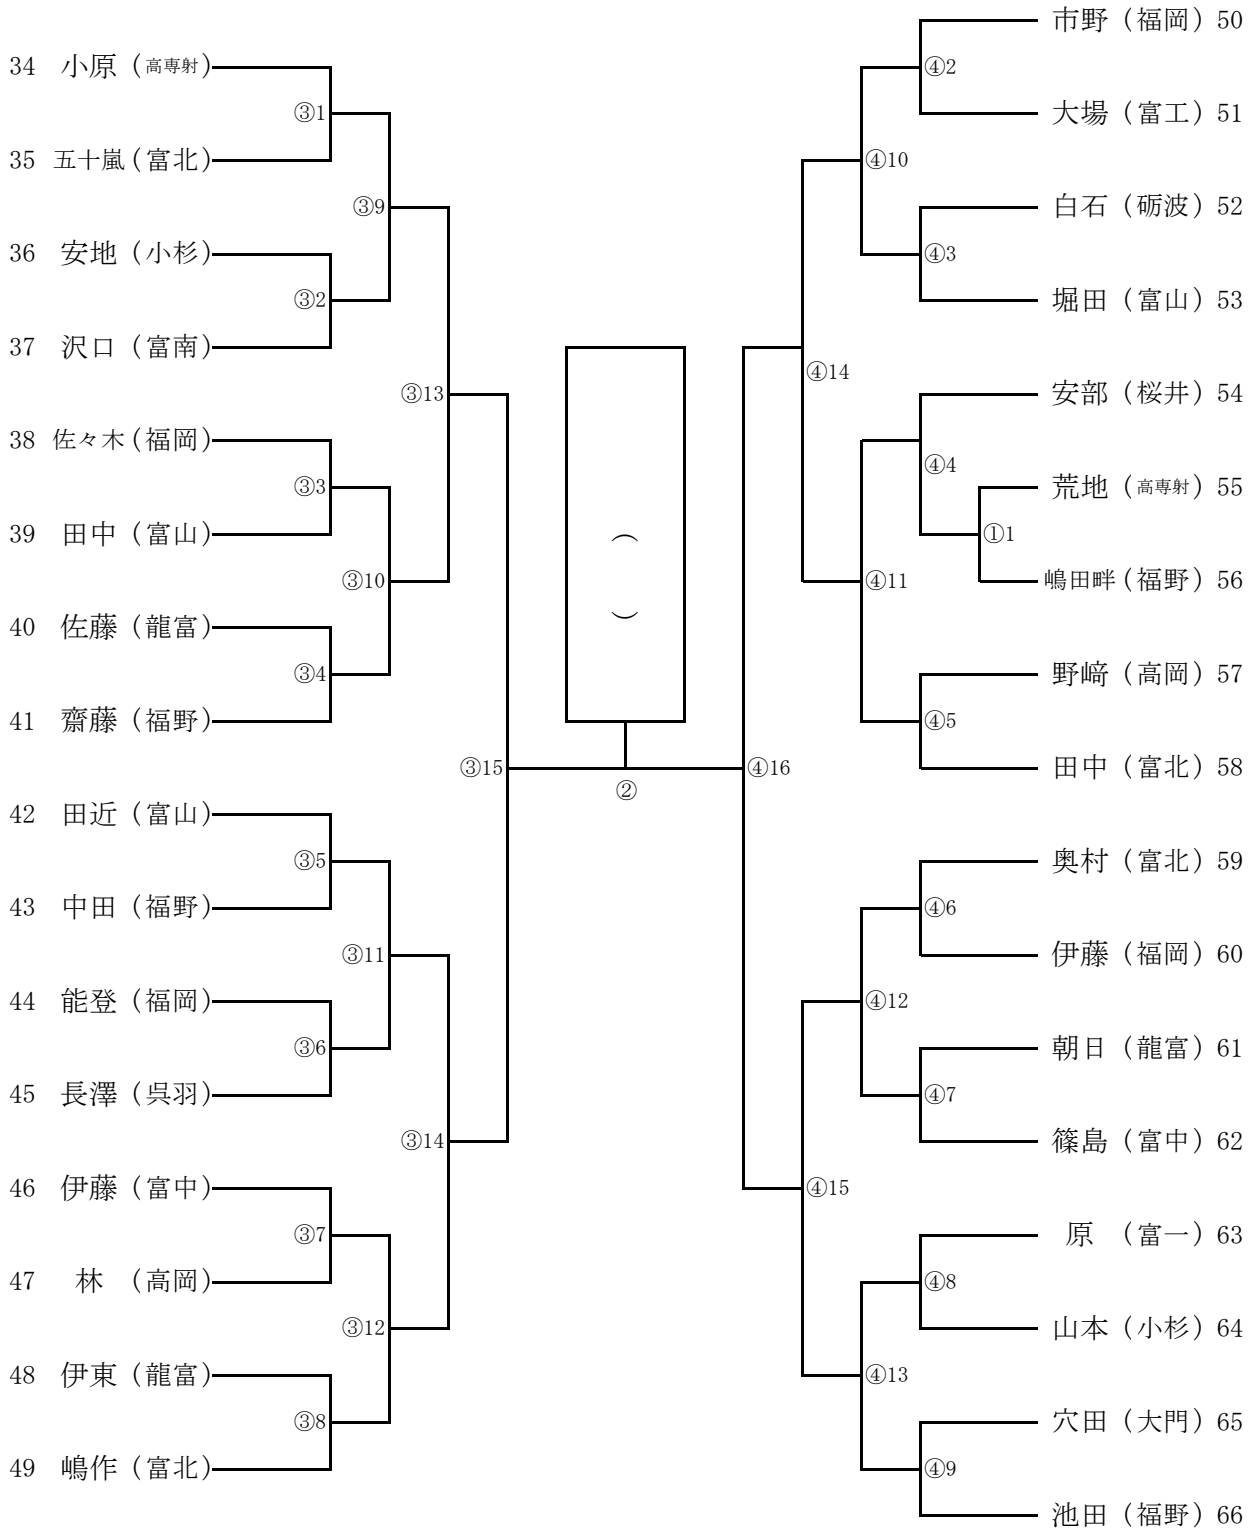 34 小原（高専射）
③1
35 五十嵐（富北）
③9
36 安地（小杉）
③2
37 沢口（富南）
③13
38 佐々木（福岡）
③3
39 田中（富山）
③10
40 佐藤（龍富）
③4
41 齋藤（福野）
③15
42 田近（富山）
③5
43 中田（福野）
③11
44 能登（福岡）
③6
45 長澤（呉羽）
③14
46 伊藤（富中）
③7
47 林（高岡）
③12
48 伊東（龍富）
③8
49 嶋作（富北）
（
）
②
市野（福岡）50
④2
大場（富工）51
④10
白石（砺波）52
④3
堀田（富山）53
④14
安部（桜井）54
④4
荒地（高専射）55
①1
嶋田畔（福野）56
④11
野﨑（高岡）57
④5
田中（富北）58
④16
奥村（富北）59
④6
伊藤（福岡）60
④12
朝日（龍富）61
④7
篠島（富中）62
④15
原（富一）63
④8
山本（小杉）64
④13
穴田（大門）65
④9
池田（福野）66